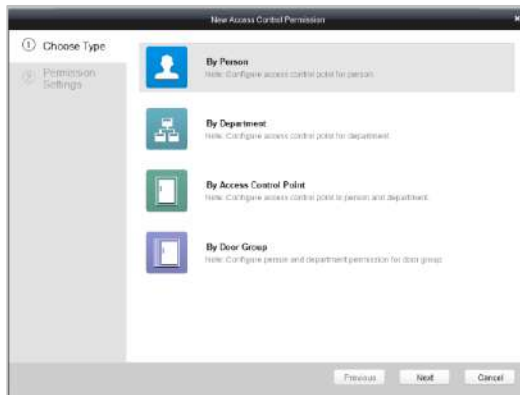 New Access Control Permission
1 Choose Type
2 Permission
Settings
By Person
Note: Configure access control point for person.
By Department
Note: Configure access control point for department.
By Access Control Point
Note: Configure access control point to person and department.
By Door Group
Note: Configure person and department permission for door group.
Previous
Next
Cancel